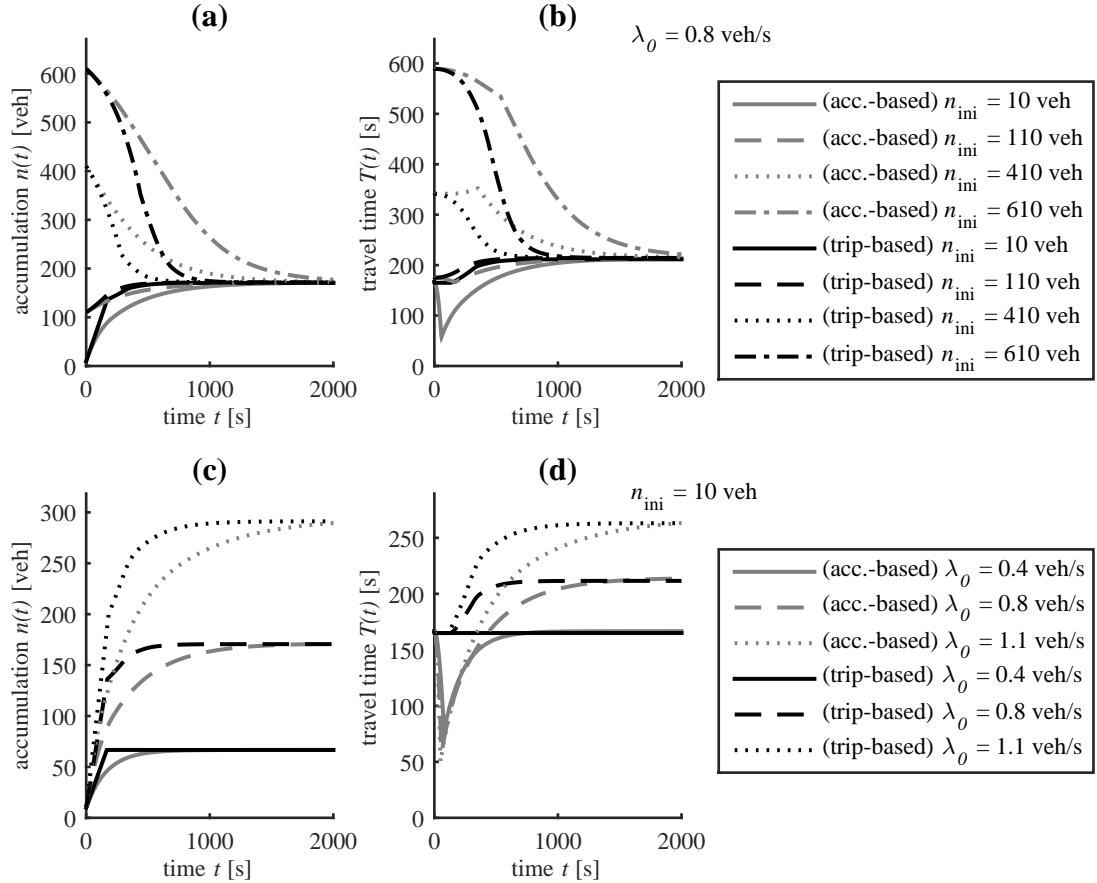 (a)
accumulation n(t) [veh]
600
500
400
300
200
100
0
0 1000 2000
time t [s]
(b)
λ0 = 0.8 veh/s
travel time T(t) [s]
600
500
400
300
200
100
0
0 1000 2000
time t [s]
(acc.-based) nini = 10 veh
(acc.-based) nini = 110 veh
(acc.-based) nini = 410 veh
(acc.-based) nini = 610 veh
(trip-based) nini = 10 veh
(trip-based) nini = 110 veh
(trip-based) nini = 410 veh
(trip-based) nini = 610 veh
(c)
accumulation n(t) [veh]
300
250
200
150
100
50
0
0 1000 2000
time t [s]
(d)
nini = 10 veh
travel time T(t) [s]
250
200
150
100
50
0
0 1000 2000
time t [s]
(acc.-based) λ0 = 0.4 veh/s
(acc.-based) λ0 = 0.8 veh/s
(acc.-based) λ0 = 1.1 veh/s
(trip-based) λ0 = 0.4 veh/s
(trip-based) λ0 = 0.8 veh/s
(trip-based) λ0 = 1.1 veh/s